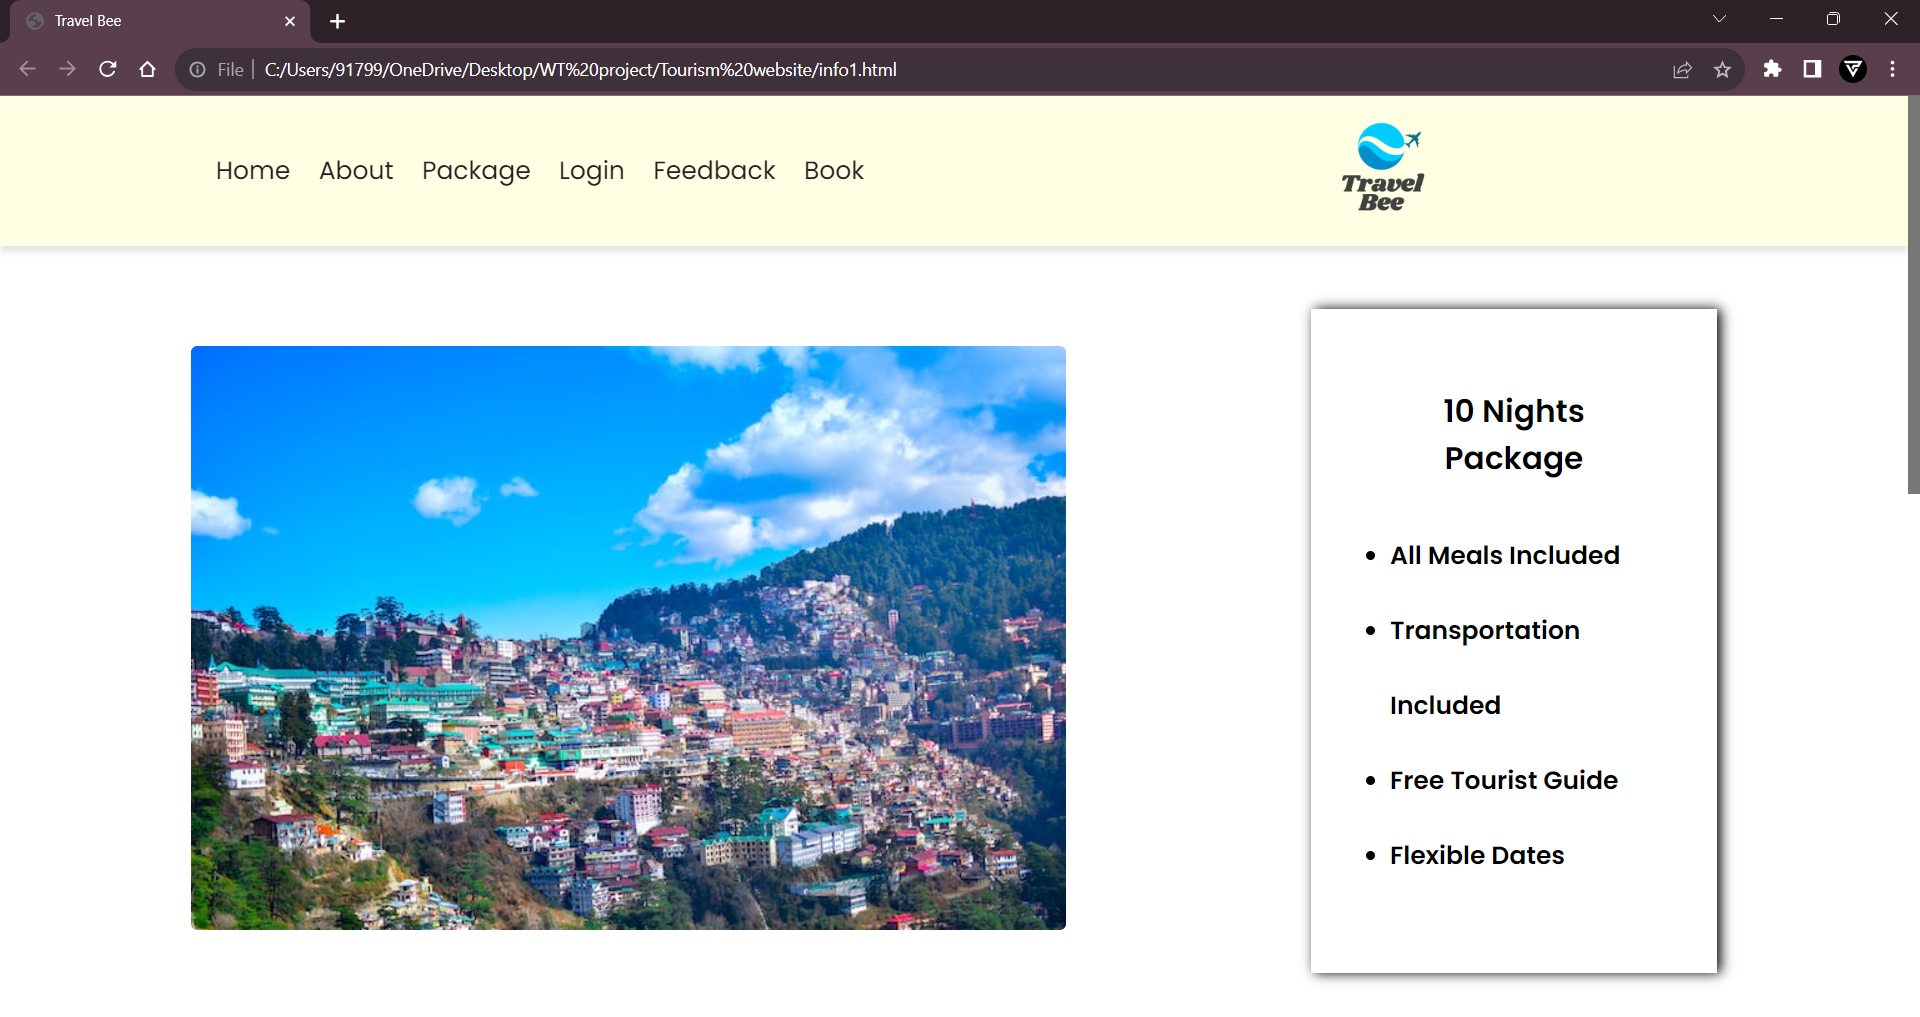 Travel Bee
File
C:/Users/91799/OneDrive/Desktop/WT%20project/Tourism%20website/info1.html
Home About Package Login Feedback Book
Travel
Bee
10 Nights
Package
All Meals Included
Transportation
Included
Free Tourist Guide
Flexible Dates